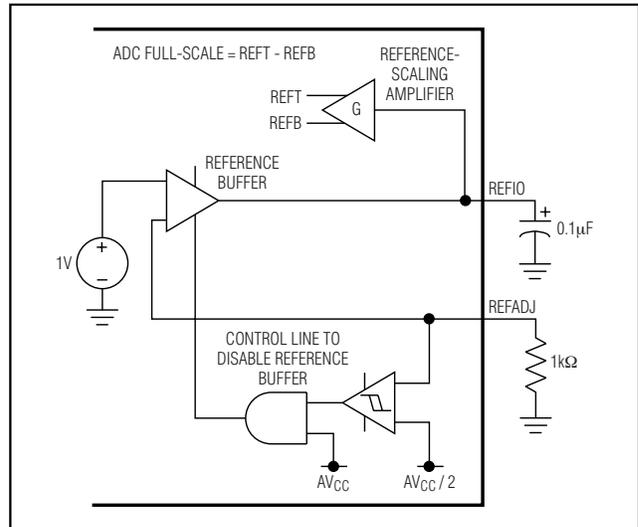 ADC FULL-SCALE = REFT - REFB
REFERENCE-
SCALING
AMPLIFIER
REFT
REFB
G
REFERENCE
BUFFER
REFIO
+
0.1µF
1V
+
−
REFADJ
CONTROL LINE TO
DISABLE REFERENCE
BUFFER
1kΩ
AVCC
AVCC / 2